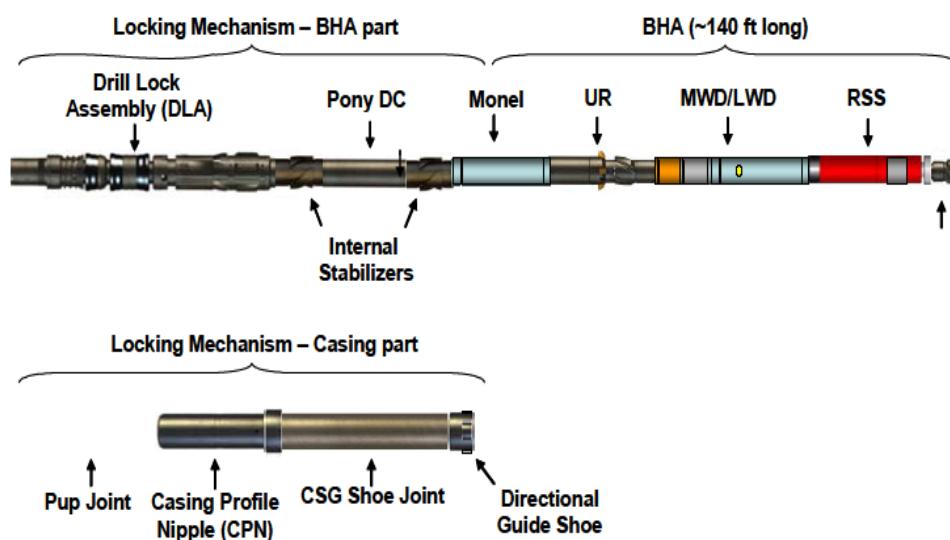 Locking Mechanism – BHA part
BHA (~140 ft long)
Drill Lock
Assembly (DLA)
Pony DC
Monel
UR
MWD/LWD
RSS
Internal
Stabilizers
Locking Mechanism – Casing part
Pup Joint
Casing Profile
Nipple (CPN)
CSG Shoe Joint
Directional
Guide Shoe